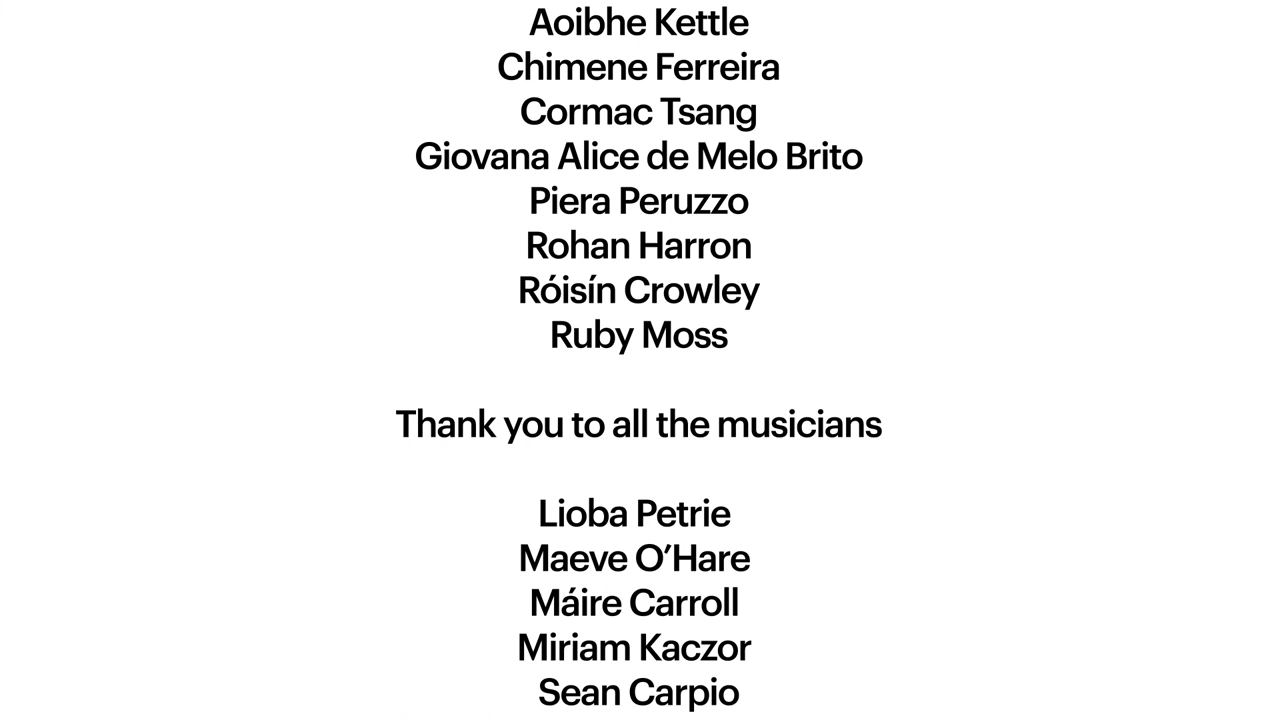 Aoibhe Kettle
Chimene Ferreira
Cormac Tsang
Giovana Alice de Melo Brito
Piera Peruzzo
Rohan Harron
Róisín Crowley
Ruby Moss
Thank you to all the musicians
Lioba Petrie
Maeve O’Hare
Máire Carroll
Miriam Kaczor
Sean Carpio